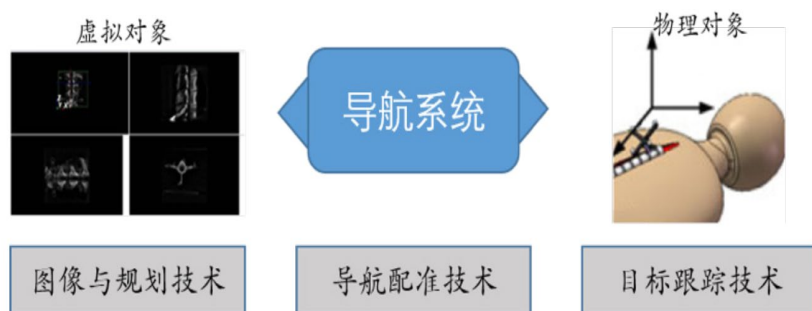 虚拟对象
物理对象
导航系统
图像与规划技术
导航配准技术
目标跟踪技术